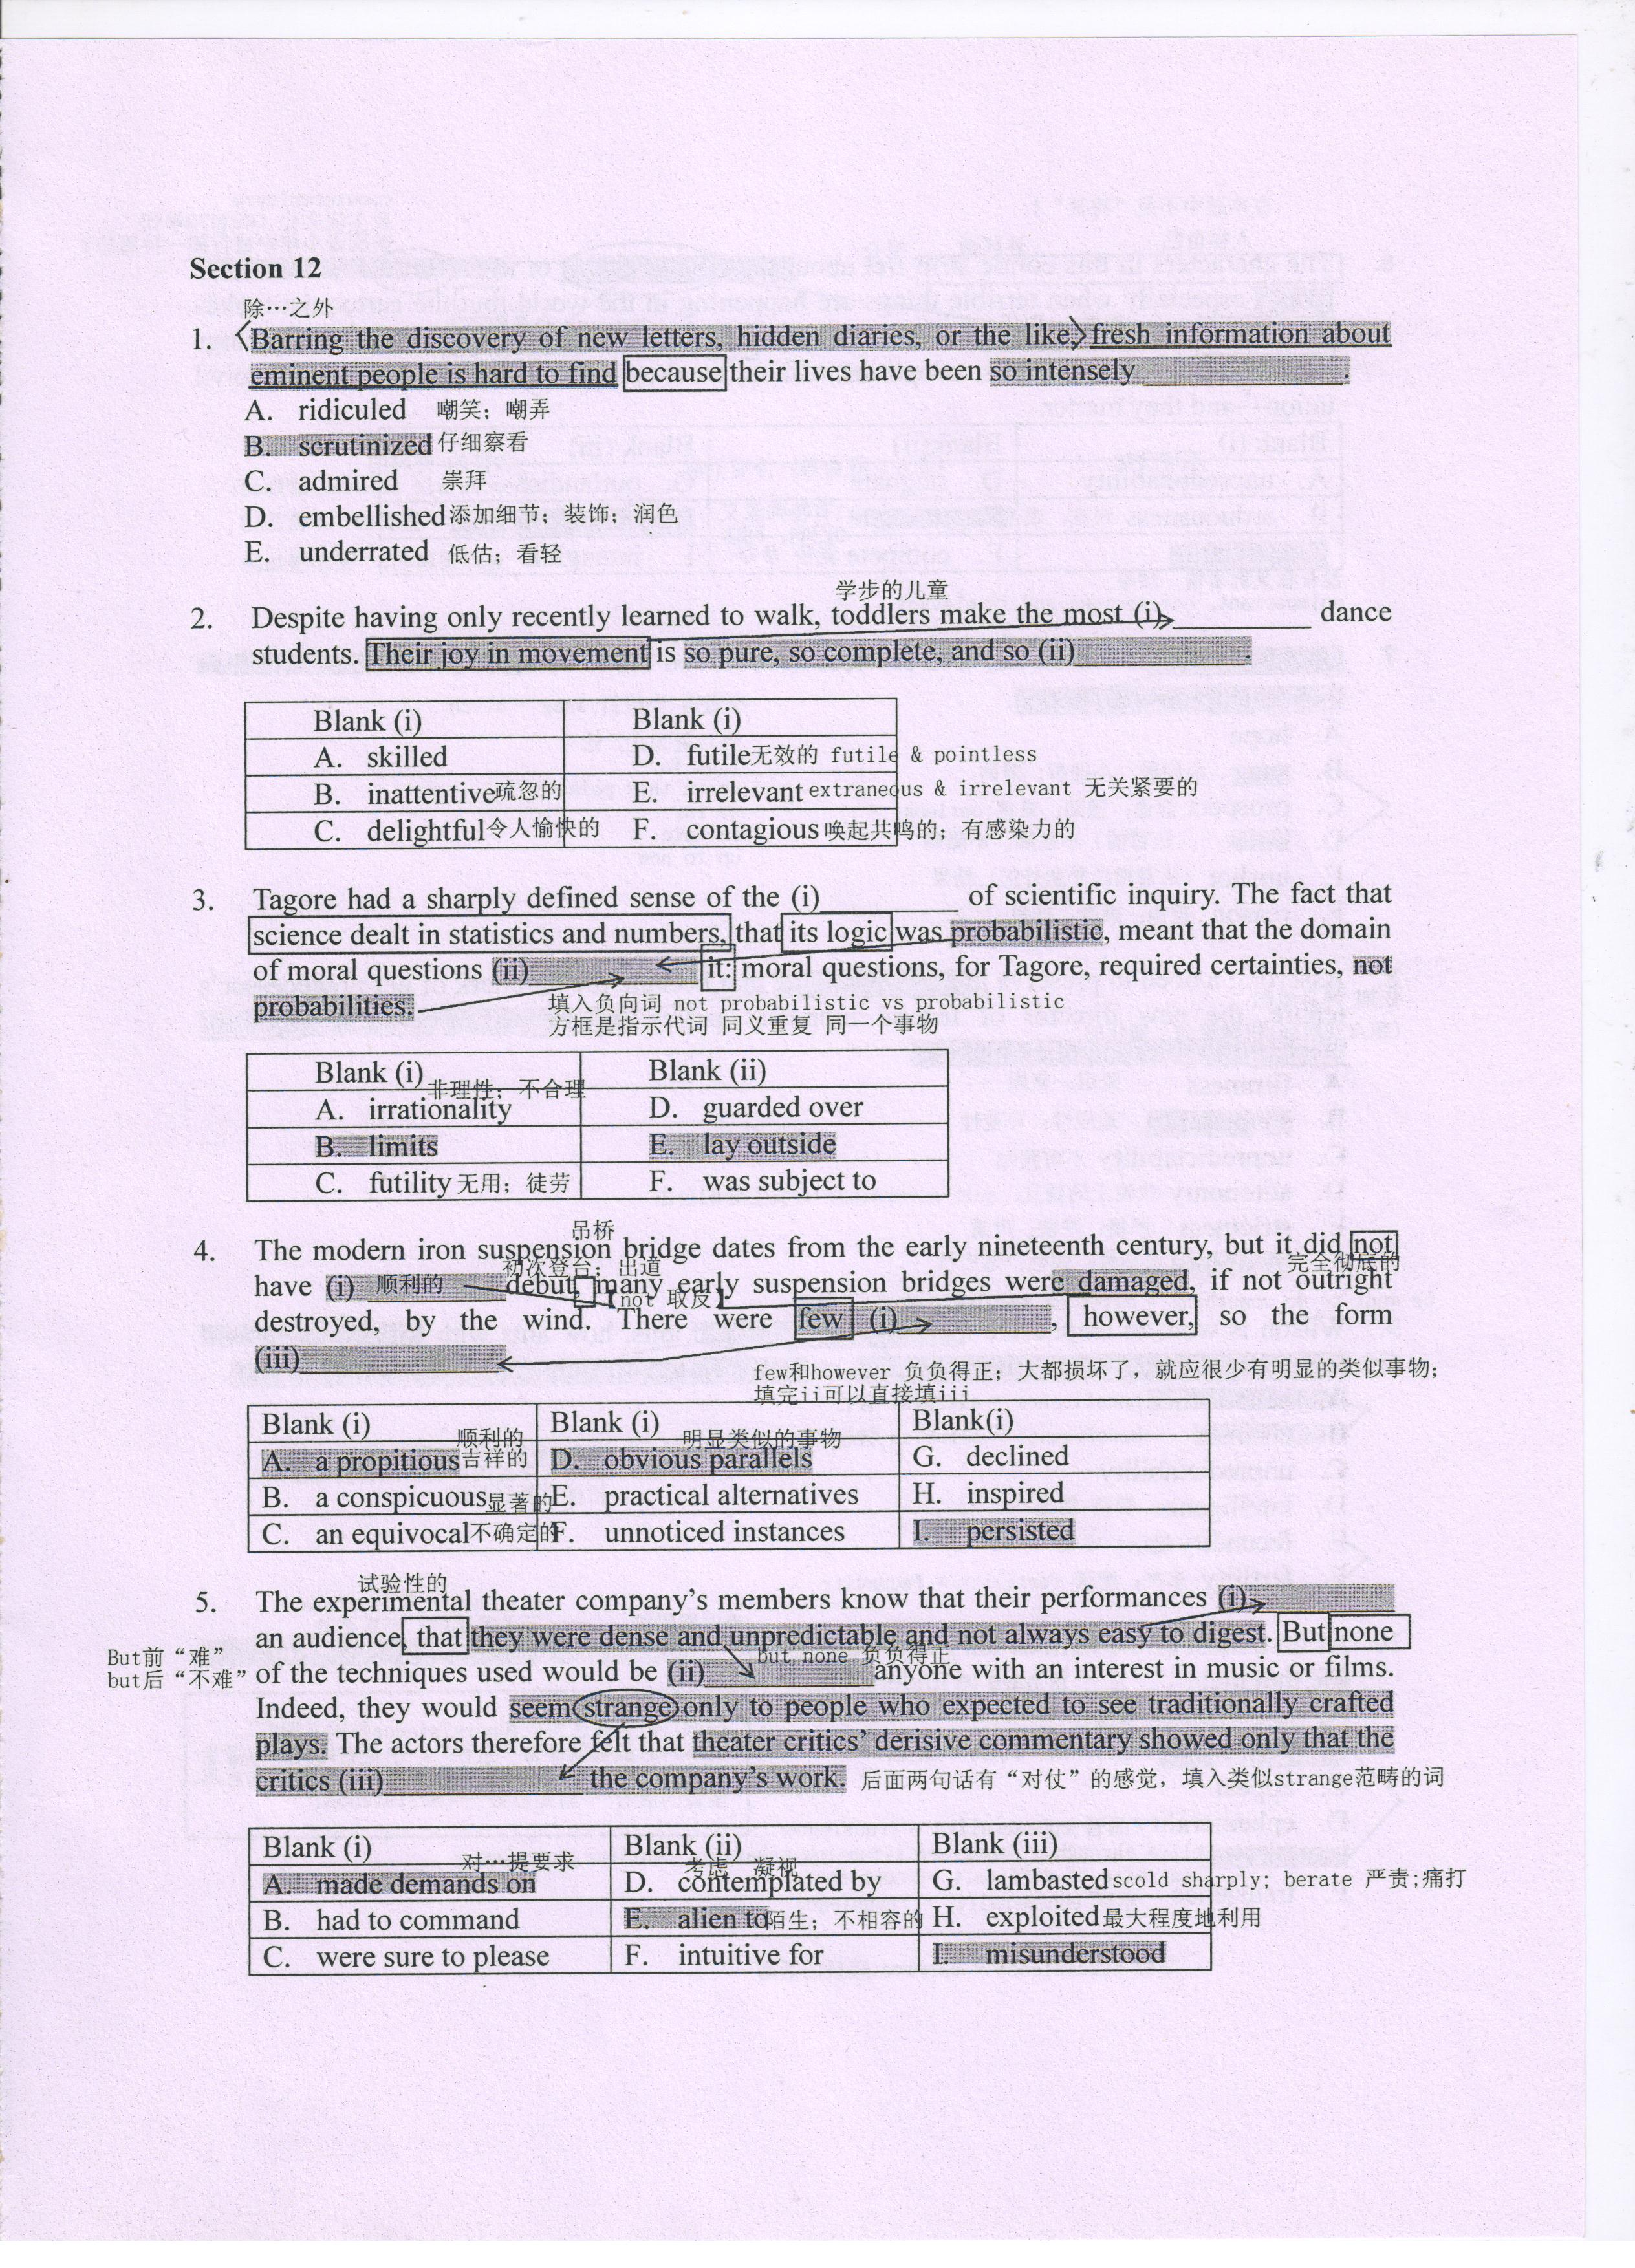 Section 12
除…之外
1. Barring the discovery of new letters, hidden diaries, or the like, fresh information about
eminent people is hard to find because their lives have been so intensely ____________.
A. ridiculed 嘲笑；嘲弄
B. scrutinized 仔细察看
C. admired 崇拜
D. embellished 添加细节；装饰；润色
E. underrated 低估；看轻
学步的儿童
2. Despite having only recently learned to walk, toddlers make the most (i)__________ dance
students. Their joy in movement is so pure, so complete, and so (ii)____________.
Blank (i) Blank (i)
A. skilled D. futile 无效的 futile & pointless
B. inattentive 疏忽的 E. irrelevant extraneous & irrelevant 无关紧要的
C. delightful 令人愉快的 F. contagious 唤起共鸣的；有感染力的
3. Tagore had a sharply defined sense of the (i)__________ of scientific inquiry. The fact that
science dealt in statistics and numbers, that its logic was probabilistic, meant that the domain
of moral questions (ii)____________ it: moral questions, for Tagore, required certainties, not
probabilities.
填入负向词 not probabilistic vs probabilistic
方框是指示代词 同义重复 同一个事物
Blank (i) Blank (ii)
非理性；不合理
A. irrationality D. guarded over
B. limits E. lay outside
C. futility 无用；徒劳 F. was subject to
吊桥
4. The modern iron suspension bridge dates from the early nineteenth century, but it did not
初次登台；出道 完全彻底的
have (i) 顺利的 debut, many early suspension bridges were damaged, if not outright
【not 取反】
destroyed, by the wind. There were few (i)____________, however, so the form
(iii)____________
few和however 负负得正；大都损坏了，就应很少有明显的类似事物；
填完ii可以直接填iii
Blank (i) Blank (i) Blank(i)
顺利的 明显类似的事物
A. a propitious 吉祥的 D. obvious parallels G. declined
B. a conspicuous 显著的 E. practical alternatives H. inspired
C. an equivocal 不确定的 F. unnoticed instances I. persisted
试验性的
5. The experimental theater company's members know that their performances (i)__________
an audience, that they were dense and unpredictable and not always easy to digest. But none
But前“难”
but none 负负得正
but后“不难”
of the techniques used would be (ii)____________ anyone with an interest in music or films.
Indeed, they would seem strange only to people who expected to see traditionally crafted
plays. The actors therefore felt that theater critics' derisive commentary showed only that the
critics (iii)____________ the company's work. 后面两句话有“对仗”的感觉，填入类似strange范畴的词
Blank (i) Blank (ii) Blank (iii)
对…提要求 考虑 凝视
A. made demands on D. contemplated by G. lambasted scold sharply; berate 严责;痛打
B. had to command E. alien to 陌生；不相容的 H. exploited 最大程度地利用
C. were sure to please F. intuitive for I. misunderstood